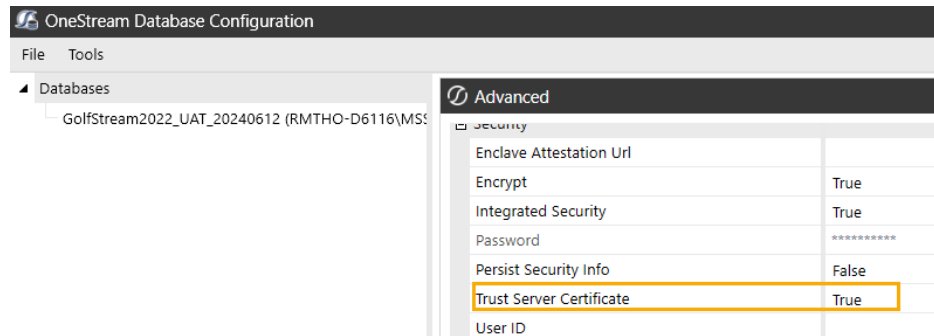 OneStream Database Configuration
File Tools
Databases
GolfStream2022_UAT_20240612 (RMTHO-D6116\MSS
Advanced
Security
Enclave Attestation Url
Encrypt True
Integrated Security True
Password **********
Persist Security Info False
Trust Server Certificate True
User ID